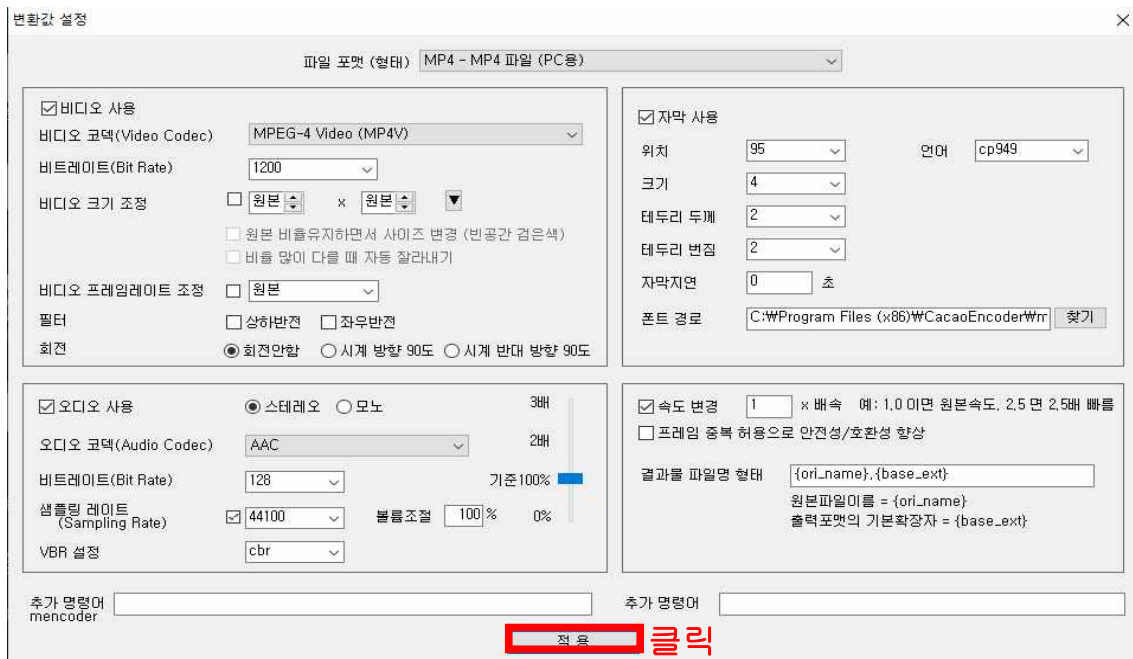 변환값 설정
파일 포맷 (형태) MP4 - MP4 파일 (PC용)
비디오 사용
비디오 코덱(Video Codec) MPEG-4 Video (MP4V)
비트레이트(Bit Rate) 1200
비디오 크기 조정 원본 x 원본
원본 비율유지하면서 사이즈 변경 (빈공간 검은색)
비율 많이 다를 때 자동 잘라내기
비디오 프레임레이트 조정 원본
필터 상하반전 좌우반전
회전 회전안함 시계 방향 90도 시계 반대 방향 90도
자막 사용
위치 95 언어 cp949
크기 4
테두리 두께 2
테두리 번짐 2
자막지연 0 초
폰트 경로 C:₩Program Files (x86)₩CacaoEncoder₩m 찾기
오디오 사용 스테레오 모노 3배
오디오 코덱(Audio Codec) AAC 2배
비트레이트(Bit Rate) 128 기준100%
샘플링 레이트
(Sampling Rate) 44100 볼륨조절 100 % 0%
VBR 설정 cbr
속도 변경 1 x 배속 예: 1.0 이면 원본속도, 2.5 면 2.5배 빠름
프레임 중복 허용으로 안전성/호환성 향상
결과물 파일명 형태 {ori_name}.{base_ext}
원본파일이름 = {ori_name}
출력포맷의 기본확장자 = {base_ext}
추가 명령어
mencoder
추가 명령어
적 용 클릭